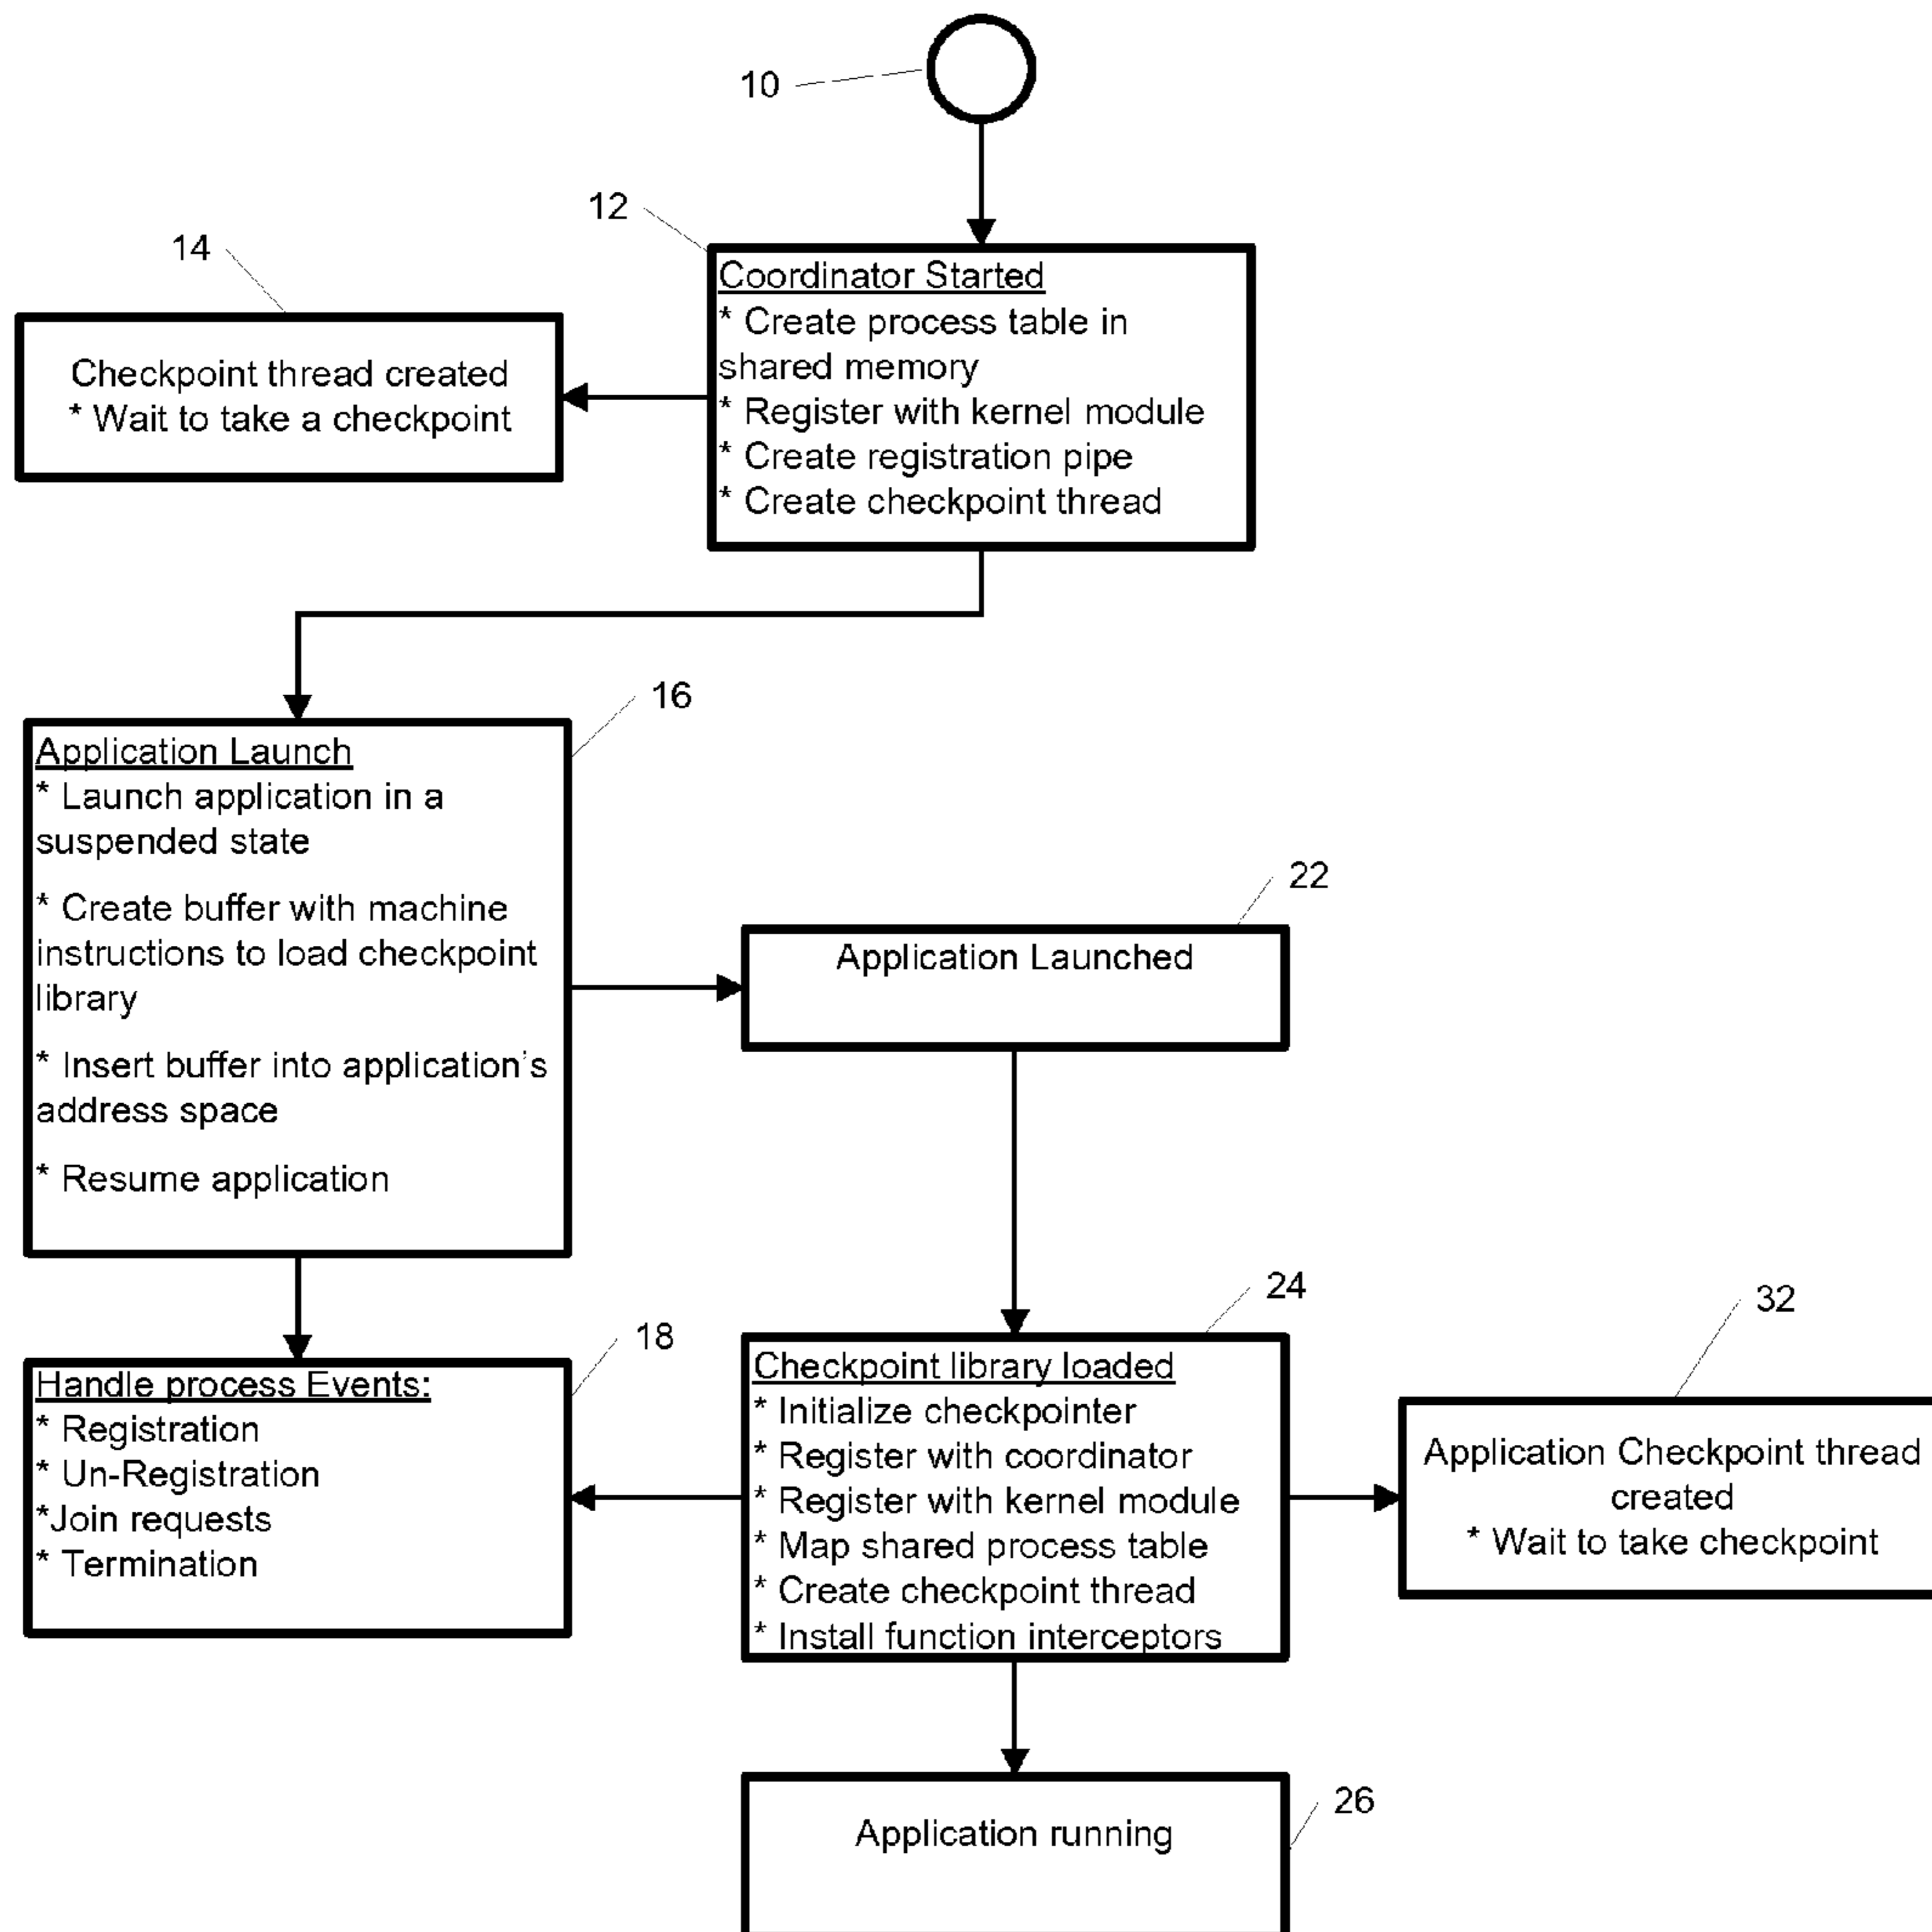 10
12
14
Coordinator Started
* Create process table in
shared memory
* Register with kernel module
* Create registration pipe
* Create checkpoint thread
Checkpoint thread created
* Wait to take a checkpoint
16
Application Launch
* Launch application in a
suspended state
* Create buffer with machine
instructions to load checkpoint
library
* Insert buffer into application's
address space
* Resume application
22
Application Launched
24
32
18
Handle process Events:
* Registration
* Un-Registration
*Join requests
* Termination
Checkpoint library loaded
* Initialize checkpointer
* Register with coordinator
* Register with kernel module
* Map shared process table
* Create checkpoint thread
* Install function interceptors
Application Checkpoint thread
created
* Wait to take checkpoint
26
Application running